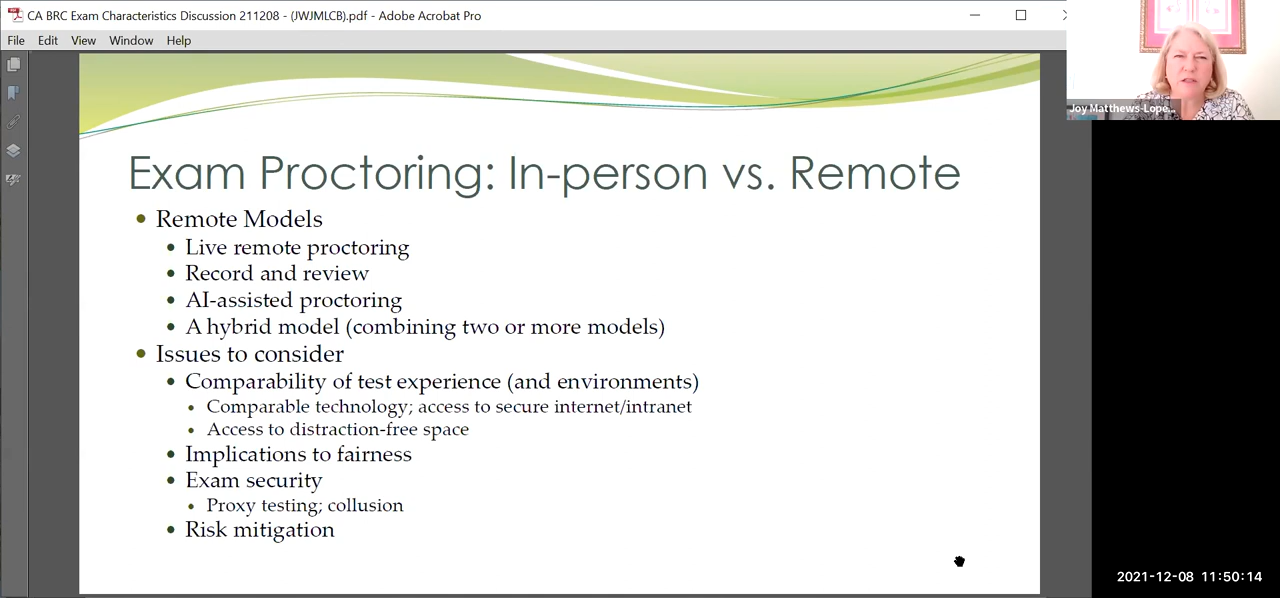 CA BRC Exam Characteristics Discussion 211208 - (JWJMLCB).pdf - Adobe Acrobat Pro
File Edit View Window Help
Joy Matthews-Lope...
Exam Proctoring: In-person vs. Remote
• Remote Models
• Live remote proctoring
• Record and review
• AI-assisted proctoring
• A hybrid model (combining two or more models)
• Issues to consider
• Comparability of test experience (and environments)
• Comparable technology; access to secure internet/intranet
• Access to distraction-free space
• Implications to fairness
• Exam security
• Proxy testing; collusion
• Risk mitigation
2021-12-08 11:50:14